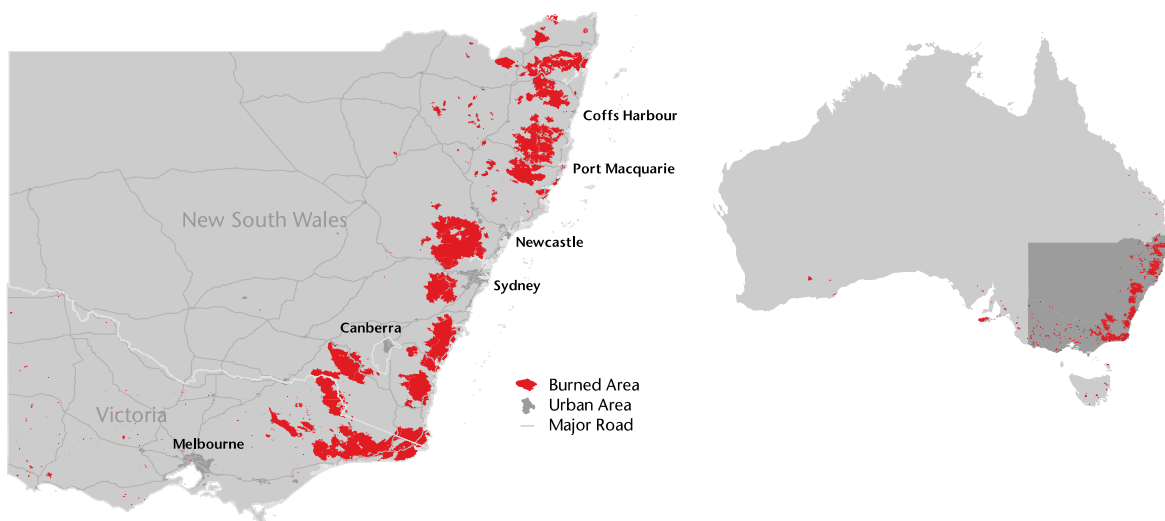 Coffs Harbour
Port Macquarie
New South Wales
Newcastle
Sydney
Canberra
Burned Area
Urban Area
Victoria
Major Road
Melbourne